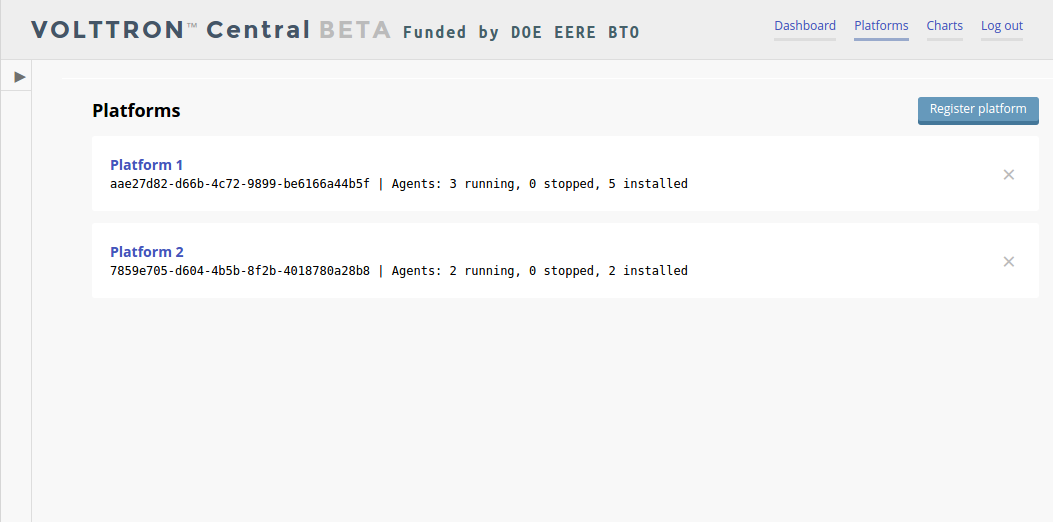 VOLTTRON™ Central BETA Funded by DOE EERE BTO
Dashboard Platforms Charts Log out
Platforms
Register platform
Platform 1
aae27d82-d66b-4c72-9899-be6166a44b5f | Agents: 3 running, 0 stopped, 5 installed
Platform 2
7859e705-d604-4b5b-8f2b-4018780a28b8 | Agents: 2 running, 0 stopped, 2 installed